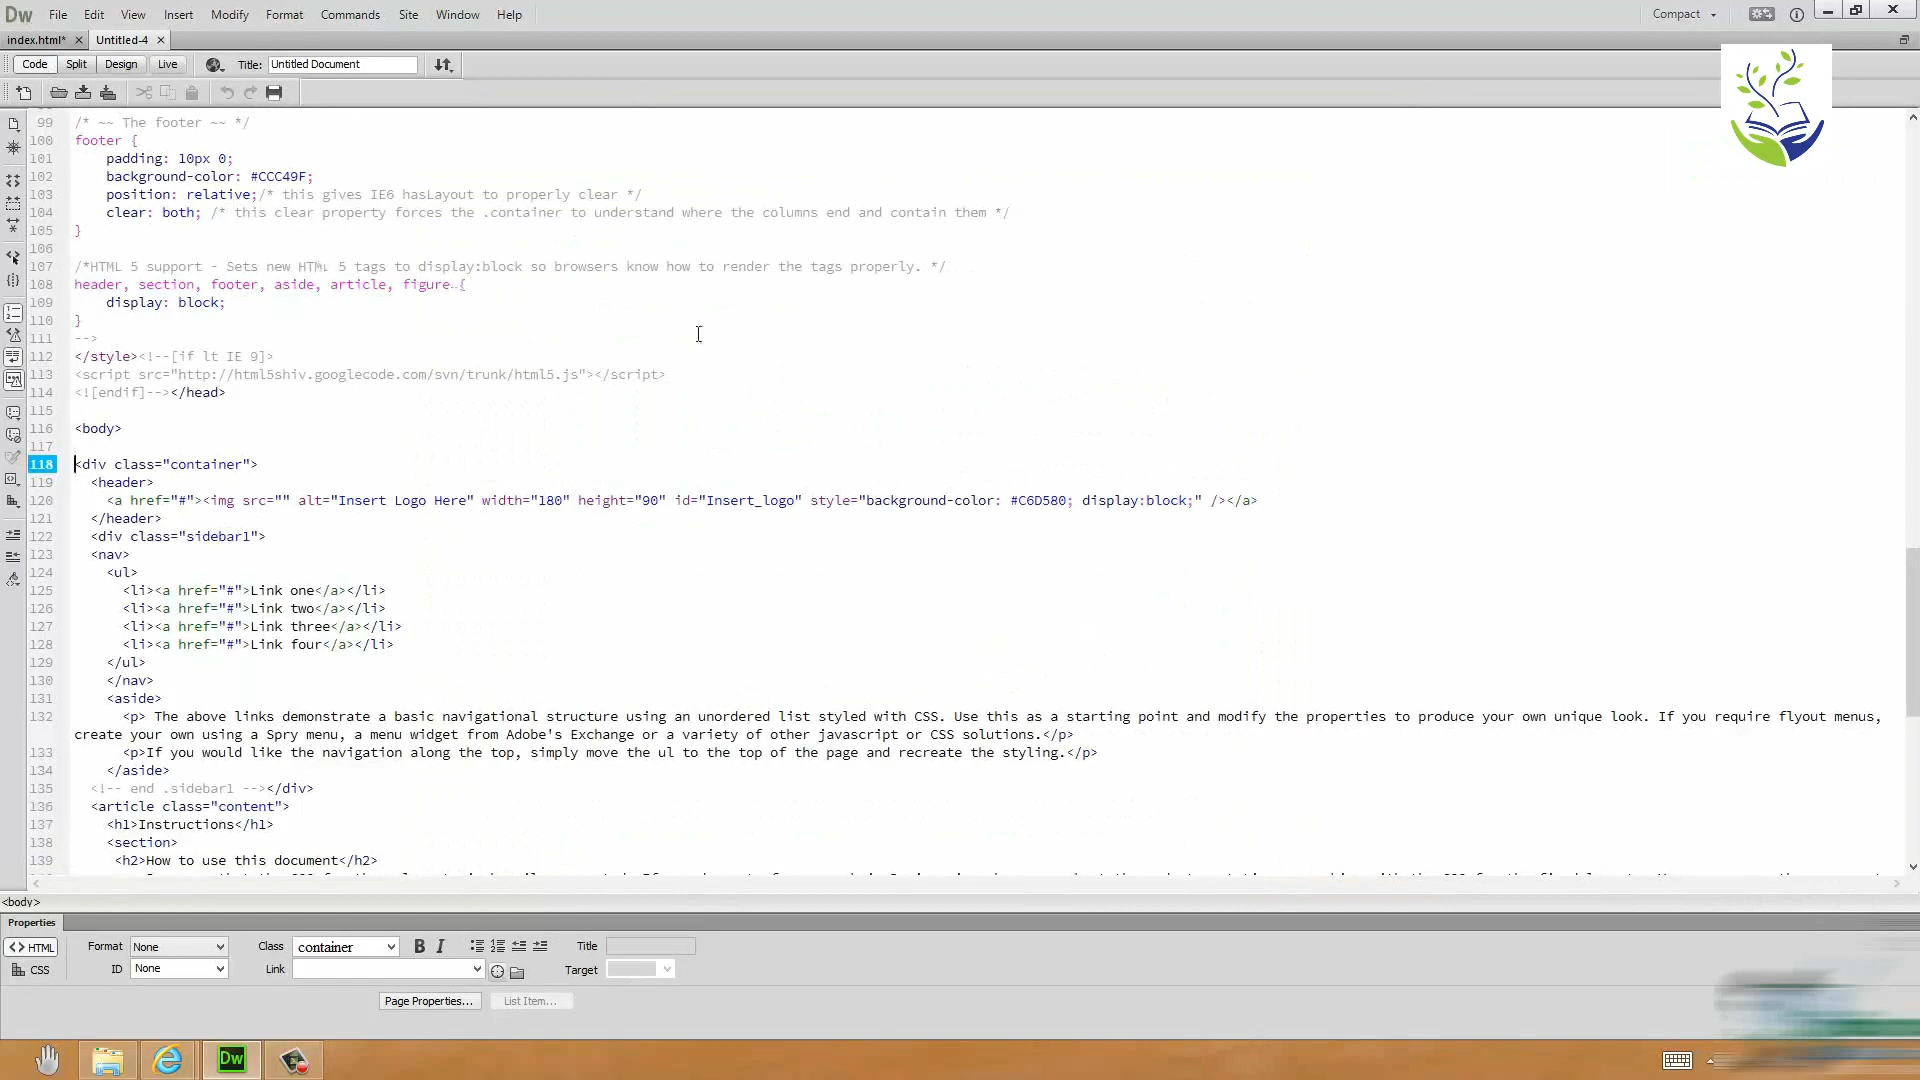 Dw File Edit View Insert Modify Format Commands Site Window Help Compact
index.html* Untitled-4
Code Split Design Live Title: Untitled Document
99 /* ~~ The footer ~~ */
100 footer {
101 padding: 10px 0;
102 background-color: #CCC49F;
103 position: relative;/* this gives IE6 hasLayout to properly clear */
104 clear: both; /* this clear property forces the .container to understand where the columns end and contain them */
105 }
106
107 /*HTML 5 support - Sets new HTML 5 tags to display:block so browsers know how to render the tags properly. */
108 header, section, footer, aside, article, figure {
109 display: block;
110 }
111 -->
112 </style><!--[if lt IE 9]>
113 <script src="http://html5shiv.googlecode.com/svn/trunk/html5.js"></script>
114 <![endif]--></head>
115
116 <body>
117
118 <div class="container">
119 <header>
120 <a href="#"><img src="" alt="Insert Logo Here" width="180" height="90" id="Insert_logo" style="background-color: #C6D580; display:block;" /></a>
121 </header>
122 <div class="sidebar1">
123 <nav>
124 <ul>
125 <li><a href="#">Link one</a></li>
126 <li><a href="#">Link two</a></li>
127 <li><a href="#">Link three</a></li>
128 <li><a href="#">Link four</a></li>
129 </ul>
130 </nav>
131 <aside>
132 <p> The above links demonstrate a basic navigational structure using an unordered list styled with CSS. Use this as a starting point and modify the properties to produce your own unique look. If you require flyout menus,
create your own using a Spry menu, a menu widget from Adobe's Exchange or a variety of other javascript or CSS solutions.</p>
133 <p>If you would like the navigation along the top, simply move the ul to the top of the page and recreate the styling.</p>
134 </aside>
135 <!-- end .sidebar1 --></div>
136 <article class="content">
137 <h1>Instructions</h1>
138 <section>
139 <h2>How to use this document</h2>
<body>
Properties
<> HTML Format None Class container B I Title
CSS ID None Link Target
Page Properties... List Item...
Dw